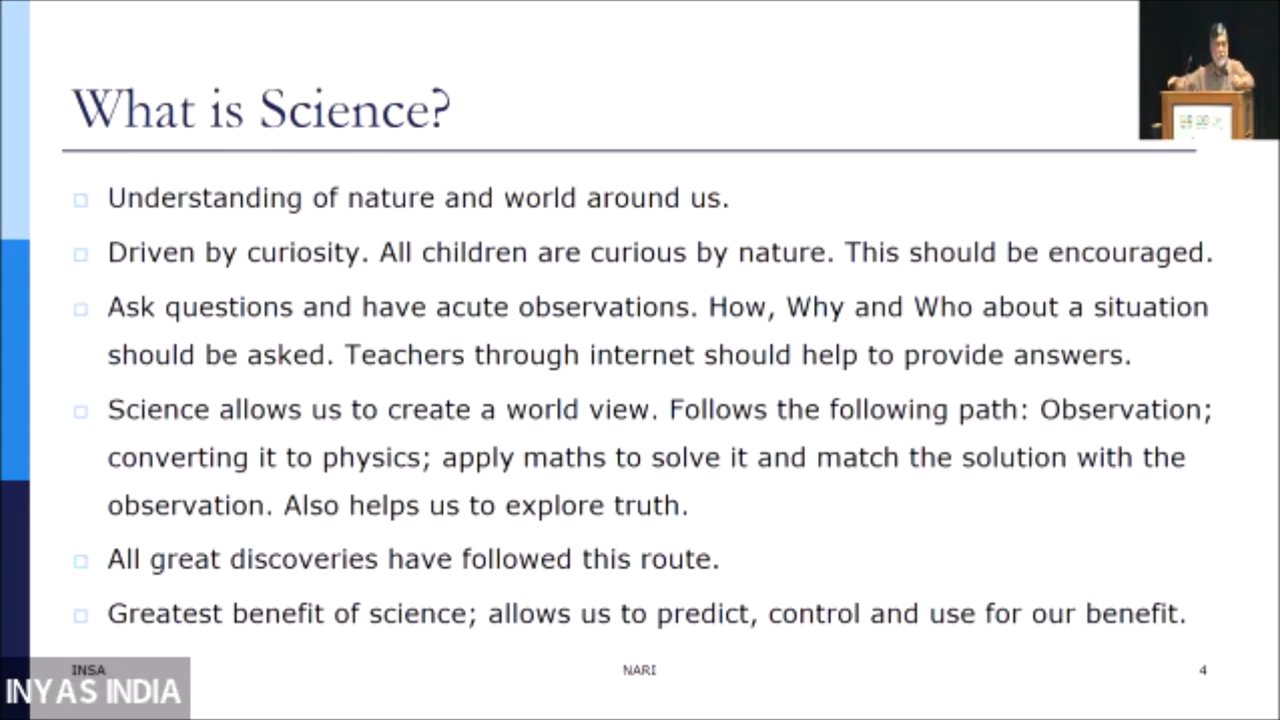 What is Science?
Understanding of nature and world around us.
Driven by curiosity. All children are curious by nature. This should be encouraged.
Ask questions and have acute observations. How, Why and Who about a situation
should be asked. Teachers through internet should help to provide answers.
Science allows us to create a world view. Follows the following path: Observation;
converting it to physics; apply maths to solve it and match the solution with the
observation. Also helps us to explore truth.
All great discoveries have followed this route.
Greatest benefit of science; allows us to predict, control and use for our benefit.
INSA NARI 4
INYAS INDIA